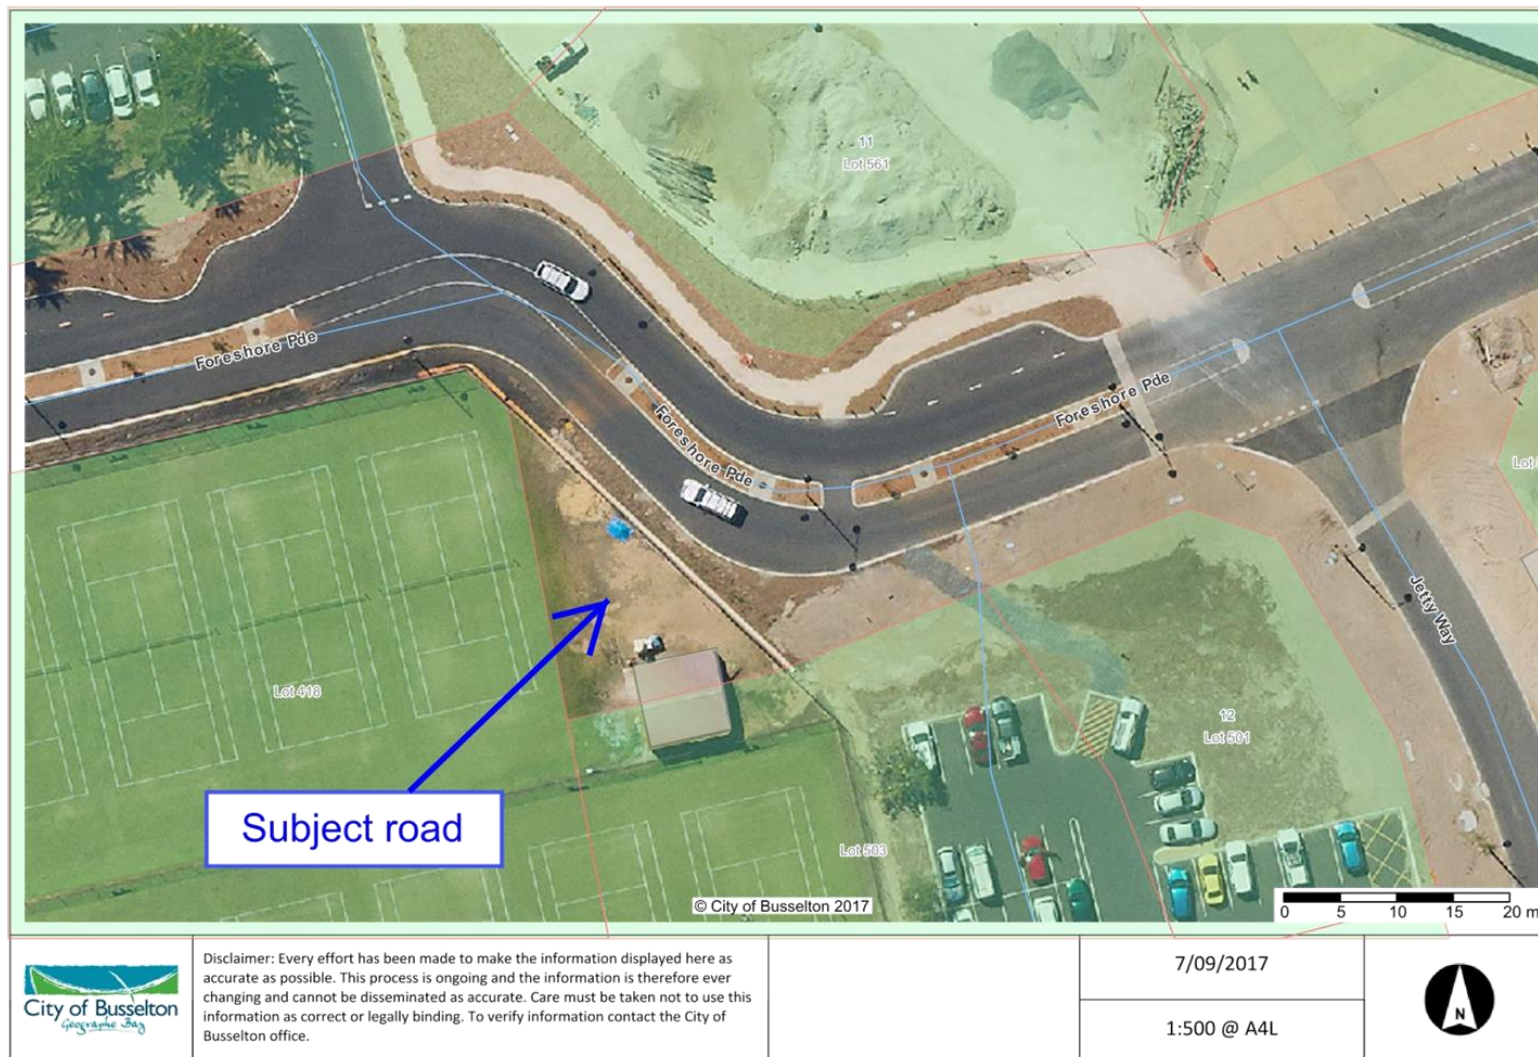 11
Lot 561
Foreshore Pde
Foreshore Pde
Foreshore Pde
Lot
Jetty Way
Lot 418
12
Lot 501
Subject road
Lot 503
© City of Busselton 2017
0 5 10 15 20 m
City of Busselton
Geographe Bay
Disclaimer: Every effort has been made to make the information displayed here as
accurate as possible. This process is ongoing and the information is therefore ever
changing and cannot be disseminated as accurate. Care must be taken not to use this
information as correct or legally binding. To verify information contact the City of
Busselton office.
7/09/2017
1:500 @ A4L
N